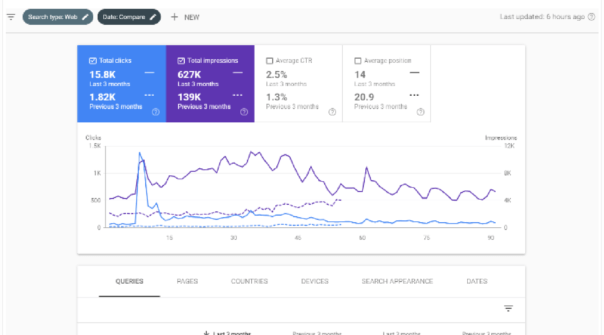 Search type: Web
Date: Compare
+ NEW
Last updated: 6 hours ago
Total clicks
15.8K
Last 3 months
1.82K
Previous 3 months
Total impressions
627K
Last 3 months
139K
Previous 3 months
Average CTR
2.5%
Last 3 months
1.3%
Previous 3 months
Average position
14
Last 3 months
20.9
Previous 3 months
Clicks
Impressions
1.5K
1K
500
0
8K
4K
0
15
30
45
60
90
QUERIES
PAGES
COUNTRIES
DEVICES
SEARCH APPEARANCE
DATES
Last 3 months
Previous 3 months
Last 3 months
Previous 3 months